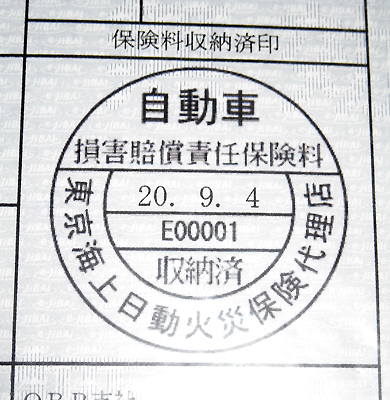 保険料収納済印
自動車
損害賠償責任保険料
20. 9. 4
E00001
収納済
東京海上日動火災保険代理店